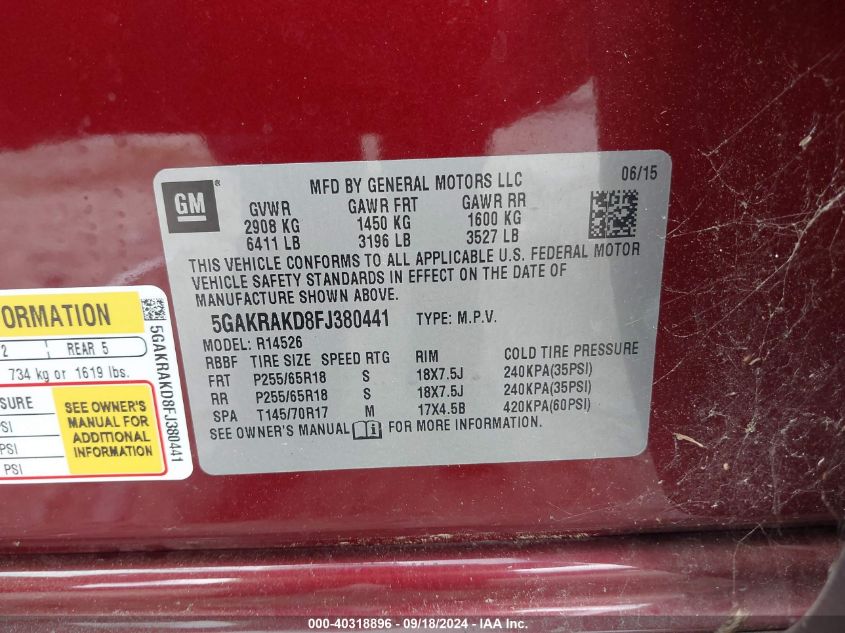 GM
MFD BY GENERAL MOTORS LLC
06/15
GVWR GAWR FRT GAWR RR
2908 KG 1450 KG 1600 KG
6411 LB 3196 LB 3527 LB
THIS VEHICLE CONFORMS TO ALL APPLICABLE U.S. FEDERAL MOTOR
VEHICLE SAFETY STANDARDS IN EFFECT ON THE DATE OF
MANUFACTURE SHOWN ABOVE.
5GAKRAKD8FJ380441 TYPE: M.P.V.
MODEL: R14526
RBBF TIRE SIZE SPEED RTG RIM COLD TIRE PRESSURE
FRT P255/65R18 S 18X7.5J 240KPA(35PSI)
RR P255/65R18 S 18X7.5J 240KPA(35PSI)
SPA T145/70R17 M 17X4.5B 420KPA(60PSI)
SEE OWNER'S MANUAL FOR MORE INFORMATION.
ORMATION
2 REAR 5
734 kg or 1619 lbs.
SURE
SI
PSI
PSI
SEE OWNER'S
MANUAL FOR
ADDITIONAL
INFORMATION
5GAKRAKD8FJ380441
000-40318896 - 09/18/2024 - IAA Inc.